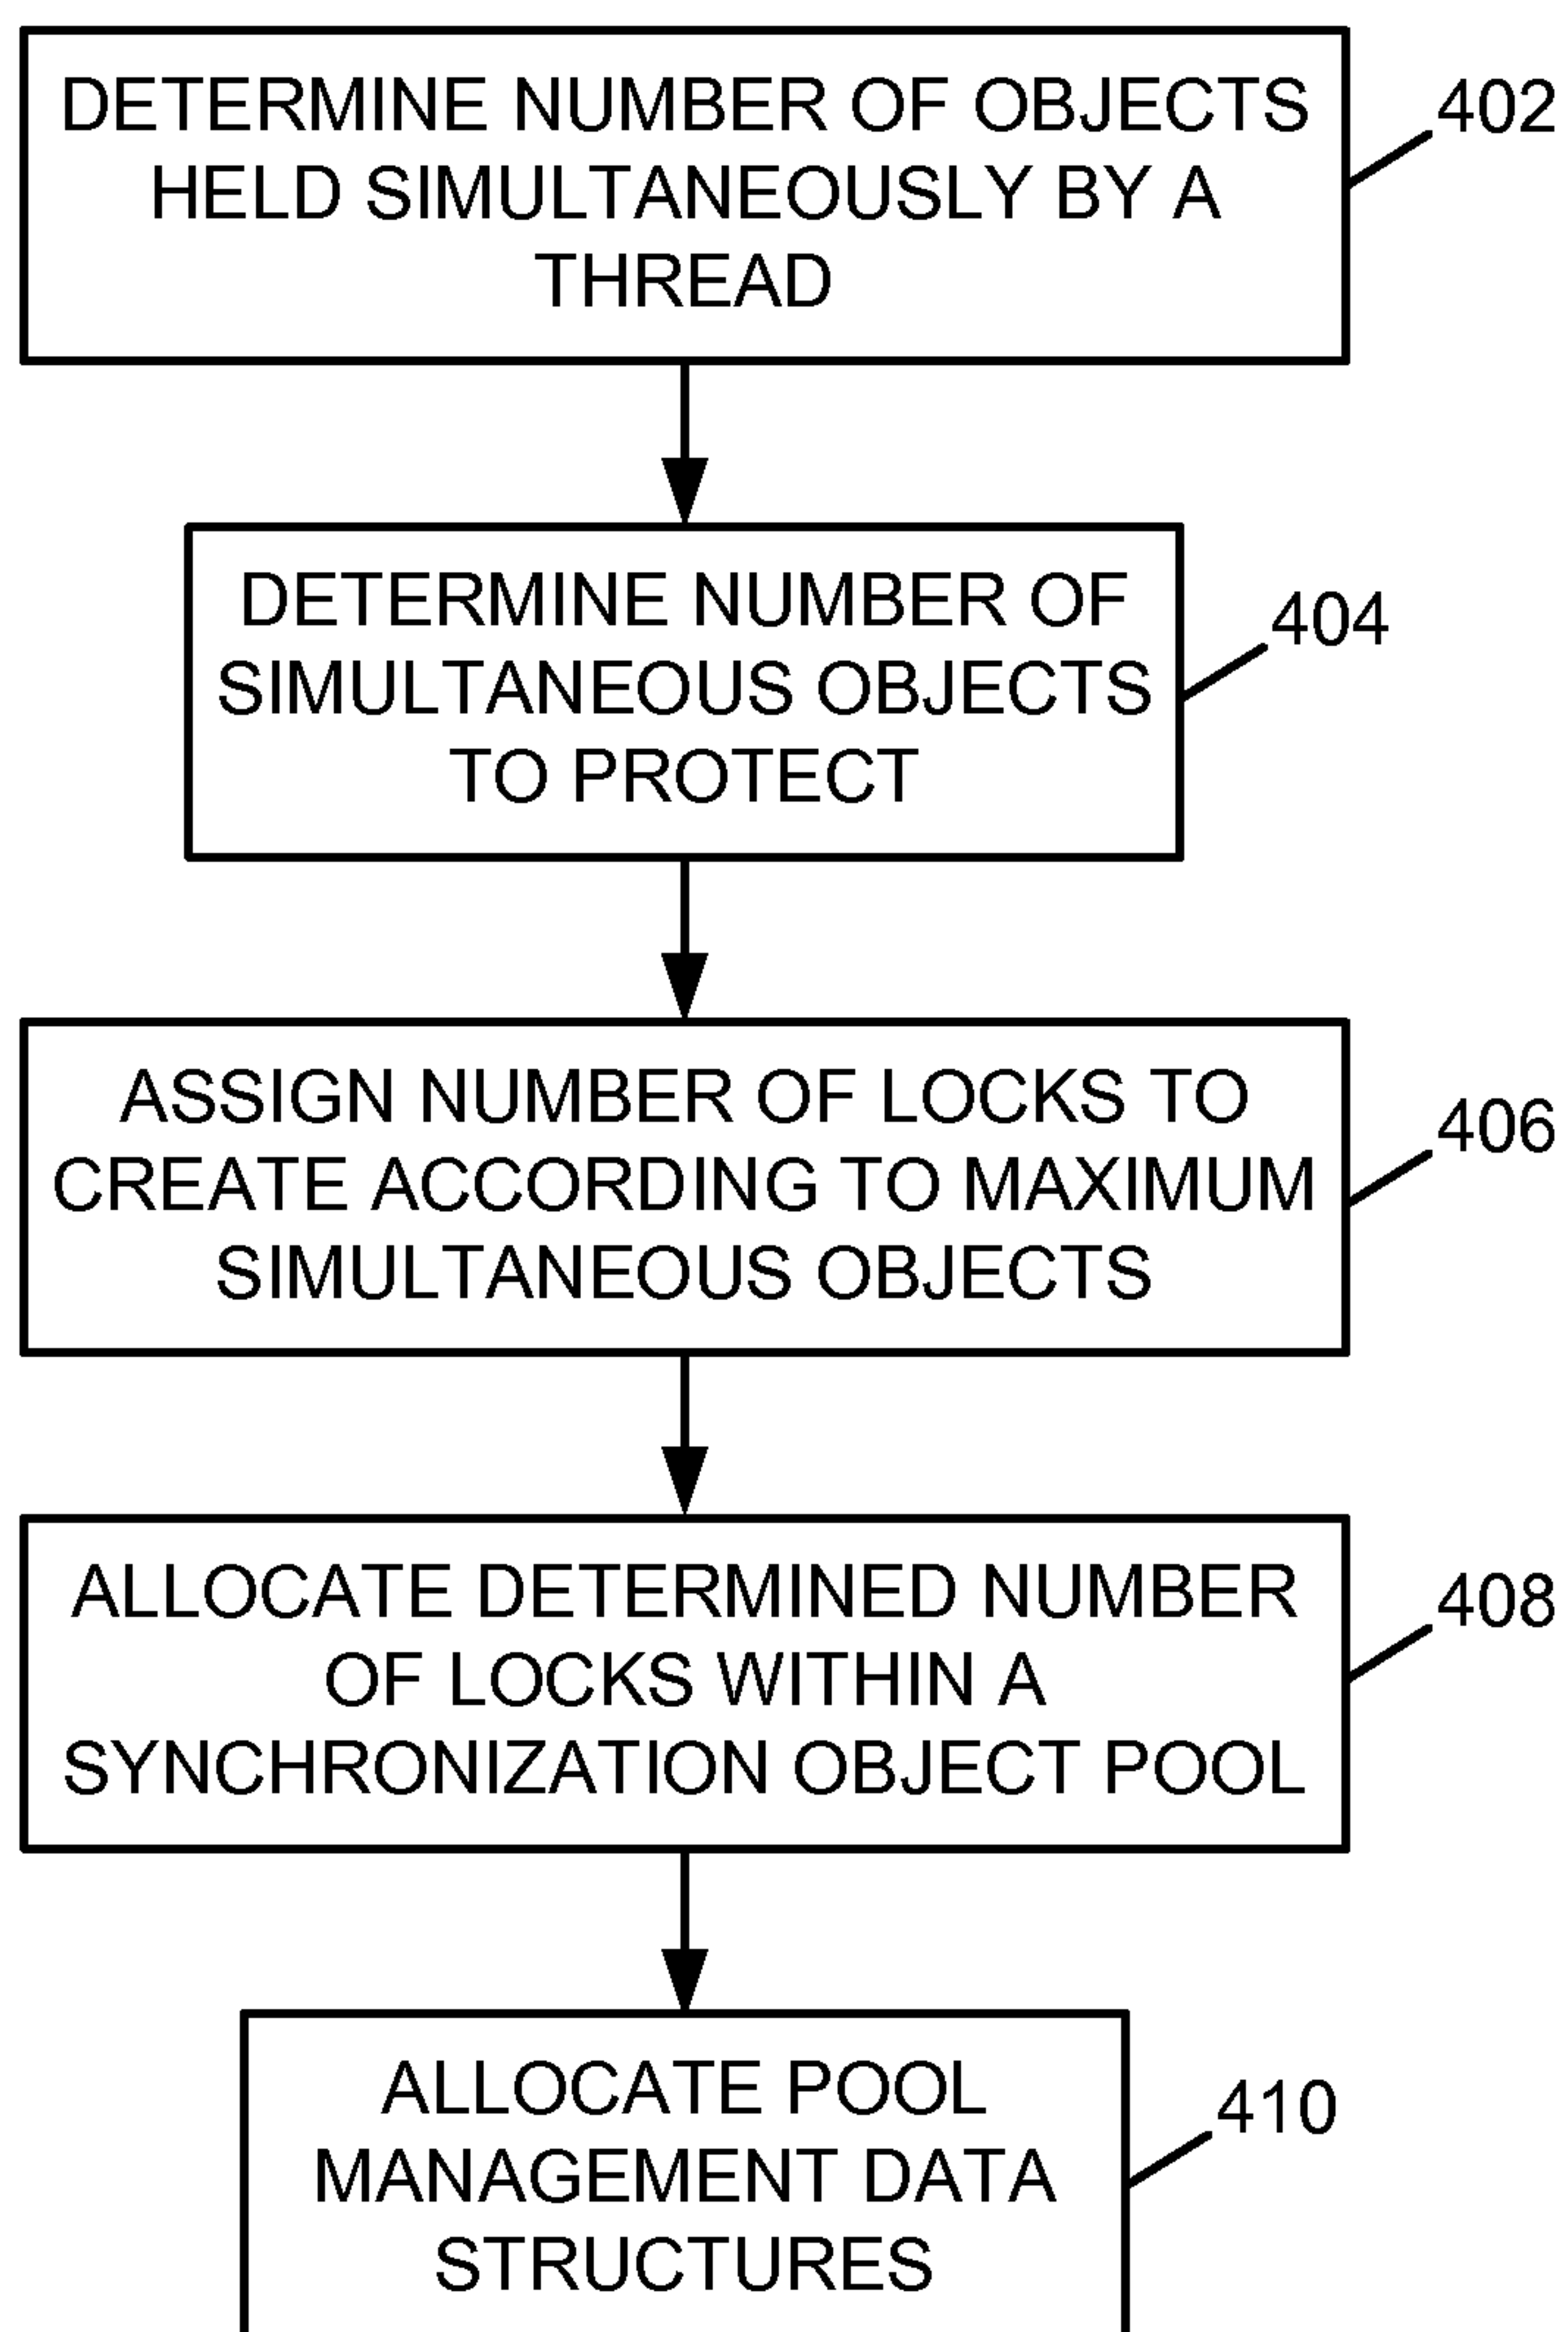 DETERMINE NUMBER OF OBJECTS
HELD SIMULTANEOUSLY BY A
THREAD
402
DETERMINE NUMBER OF
SIMULTANEOUS OBJECTS
TO PROTECT
404
ASSIGN NUMBER OF LOCKS TO
CREATE ACCORDING TO MAXIMUM
SIMULTANEOUS OBJECTS
406
ALLOCATE DETERMINED NUMBER
OF LOCKS WITHIN A
SYNCHRONIZATION OBJECT POOL
408
ALLOCATE POOL
MANAGEMENT DATA
STRUCTURES
410